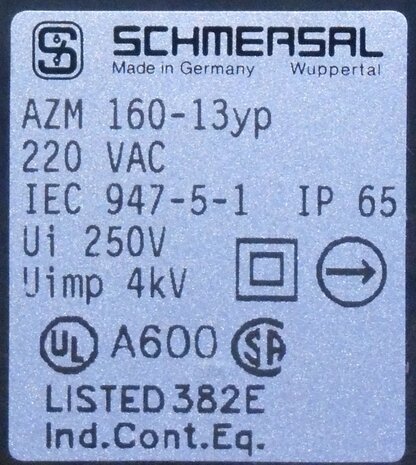 SCHMERSAL
Made in Germany Wuppertal
AZM 160-13yp
220 VAC
IEC 947-5-1 IP 65
Ui 250V
Uimp 4kV
UL A600 SA
LISTED 382E
Ind.Cont.Eq.